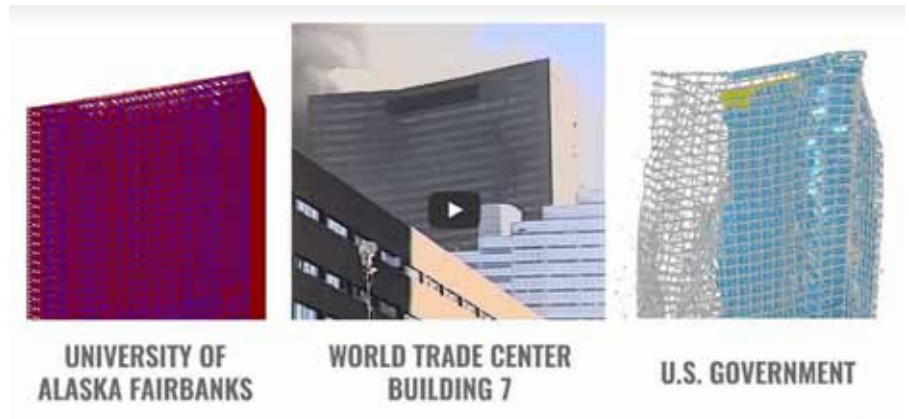 UNIVERSITY OF
ALASKA FAIRBANKS
WORLD TRADE CENTER
BUILDING 7
U.S. GOVERNMENT